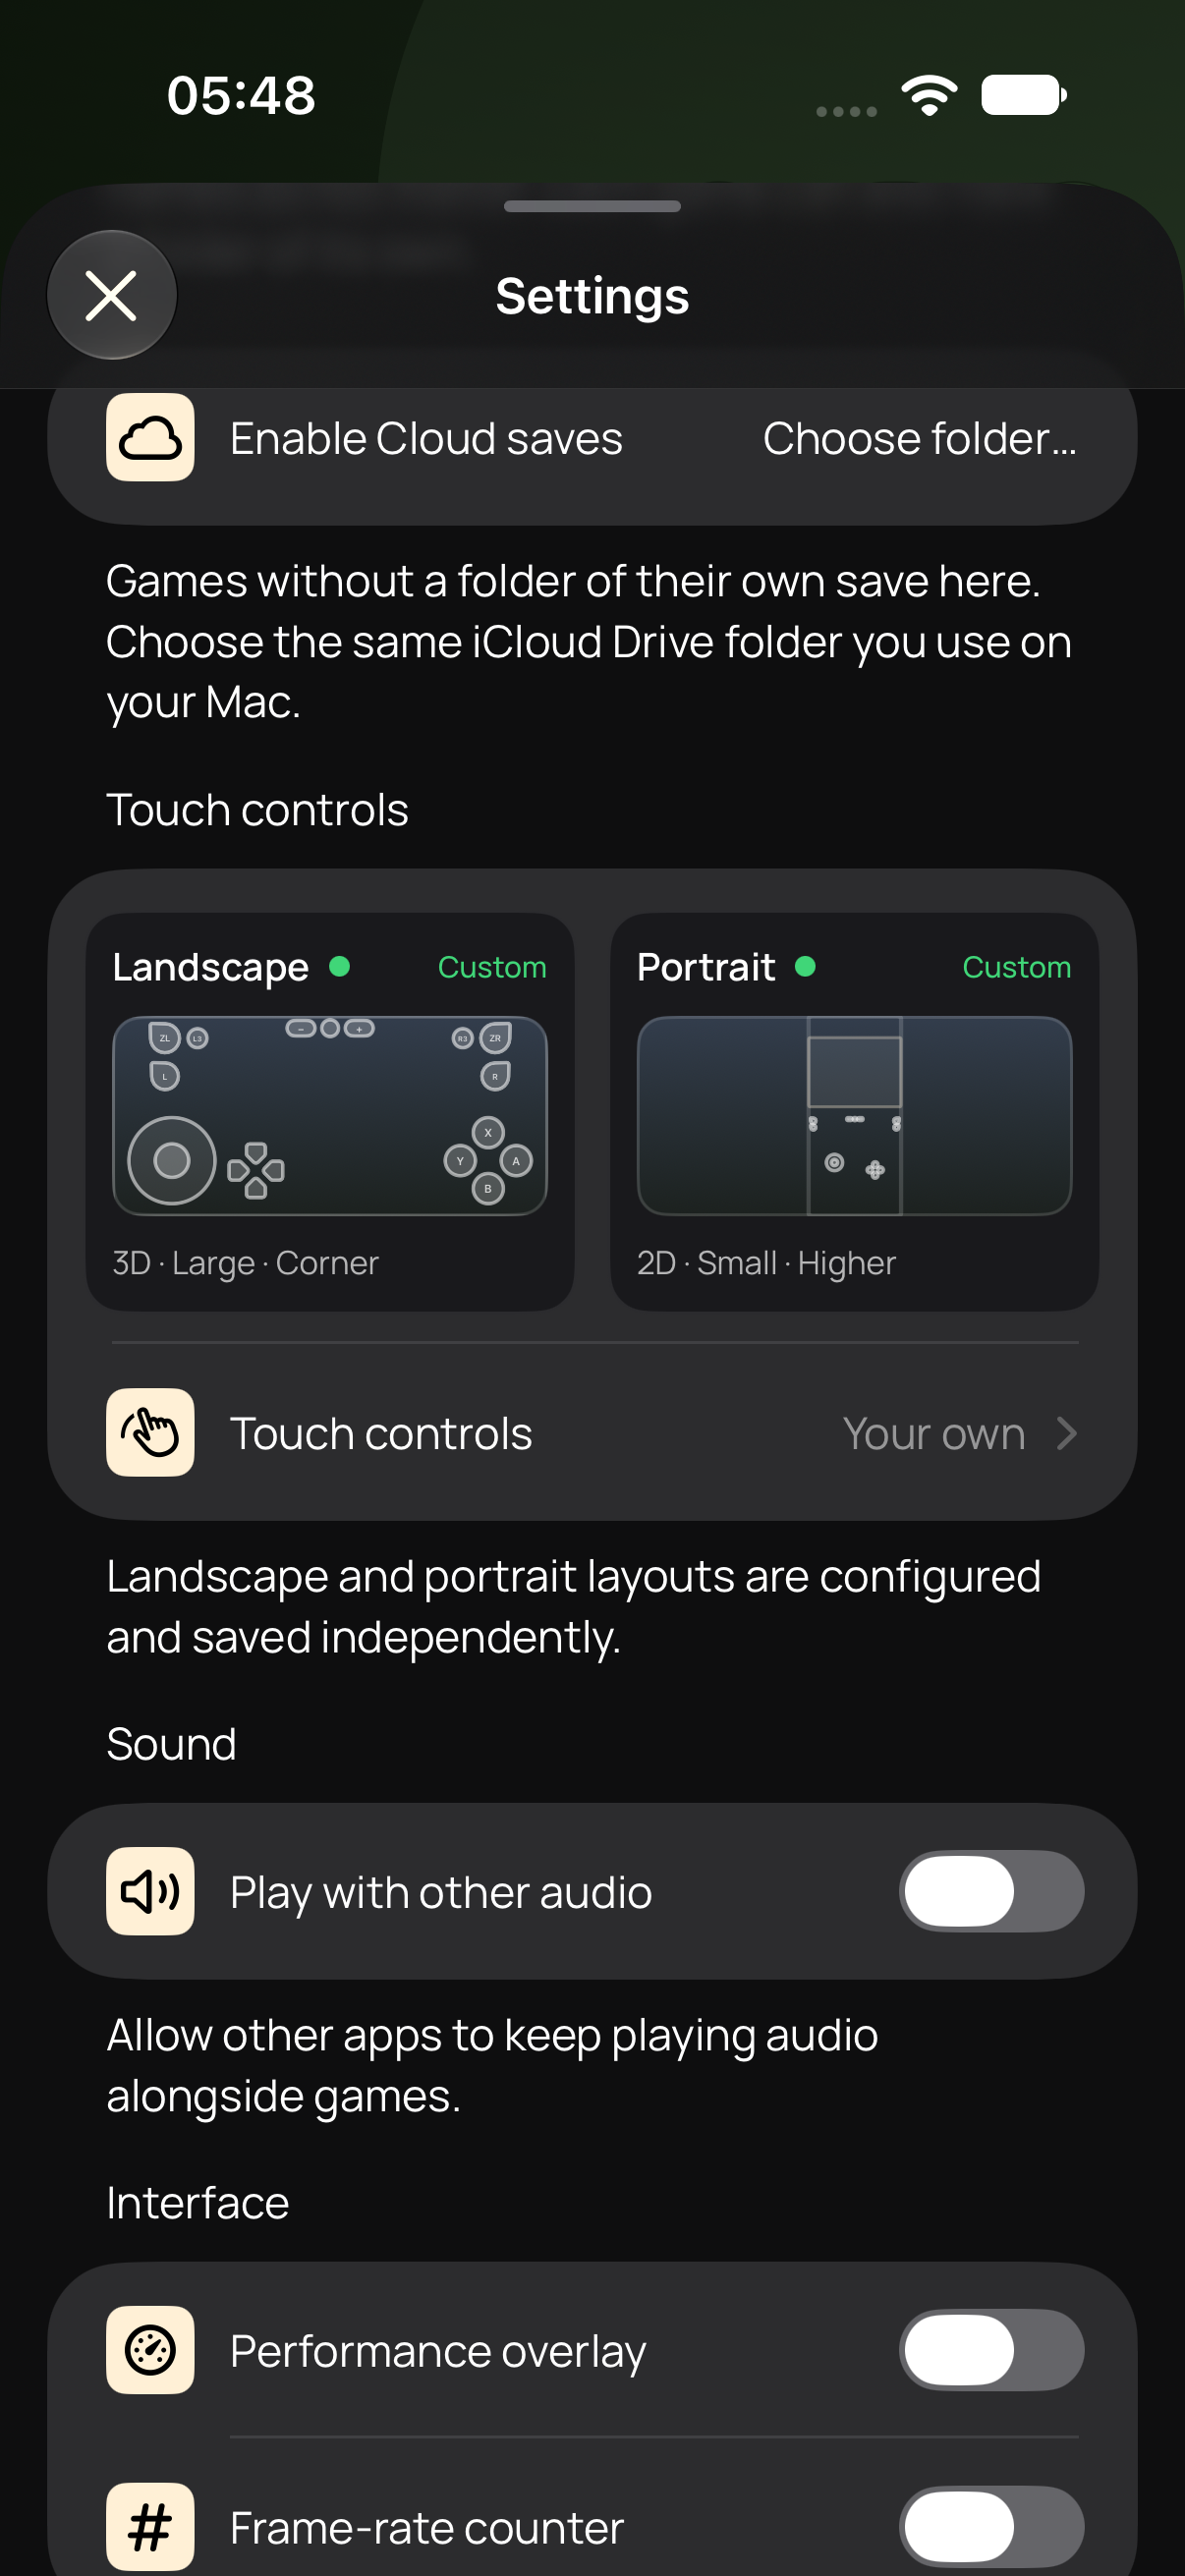 05:48
Settings
Enable Cloud saves
Choose folder...
Games without a folder of their own save here.
Choose the same iCloud Drive folder you use on
your Mac.
Touch controls
Landscape
Custom
ZL
L3
−
+
R3
ZR
L
R
X
Y
A
B
3D · Large · Corner
Portrait
Custom
2D · Small · Higher
Touch controls
Your own
Landscape and portrait layouts are configured
and saved independently.
Sound
Play with other audio
Allow other apps to keep playing audio
alongside games.
Interface
Performance overlay
#
Frame-rate counter